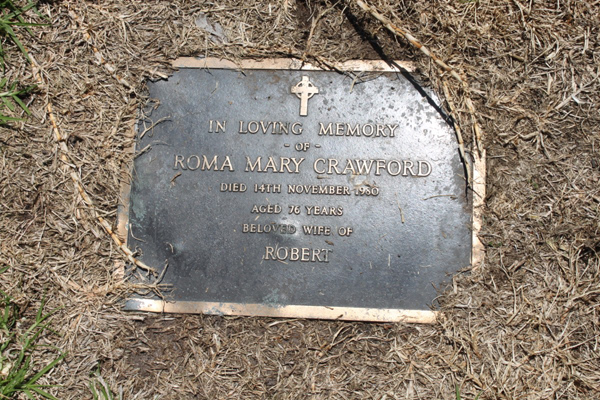 IN LOVING MEMORY
- OF -
ROMA MARY CRAWFORD
DIED 14TH NOVEMBER 1980
AGED 76 YEARS
BELOVED WIFE OF
ROBERT